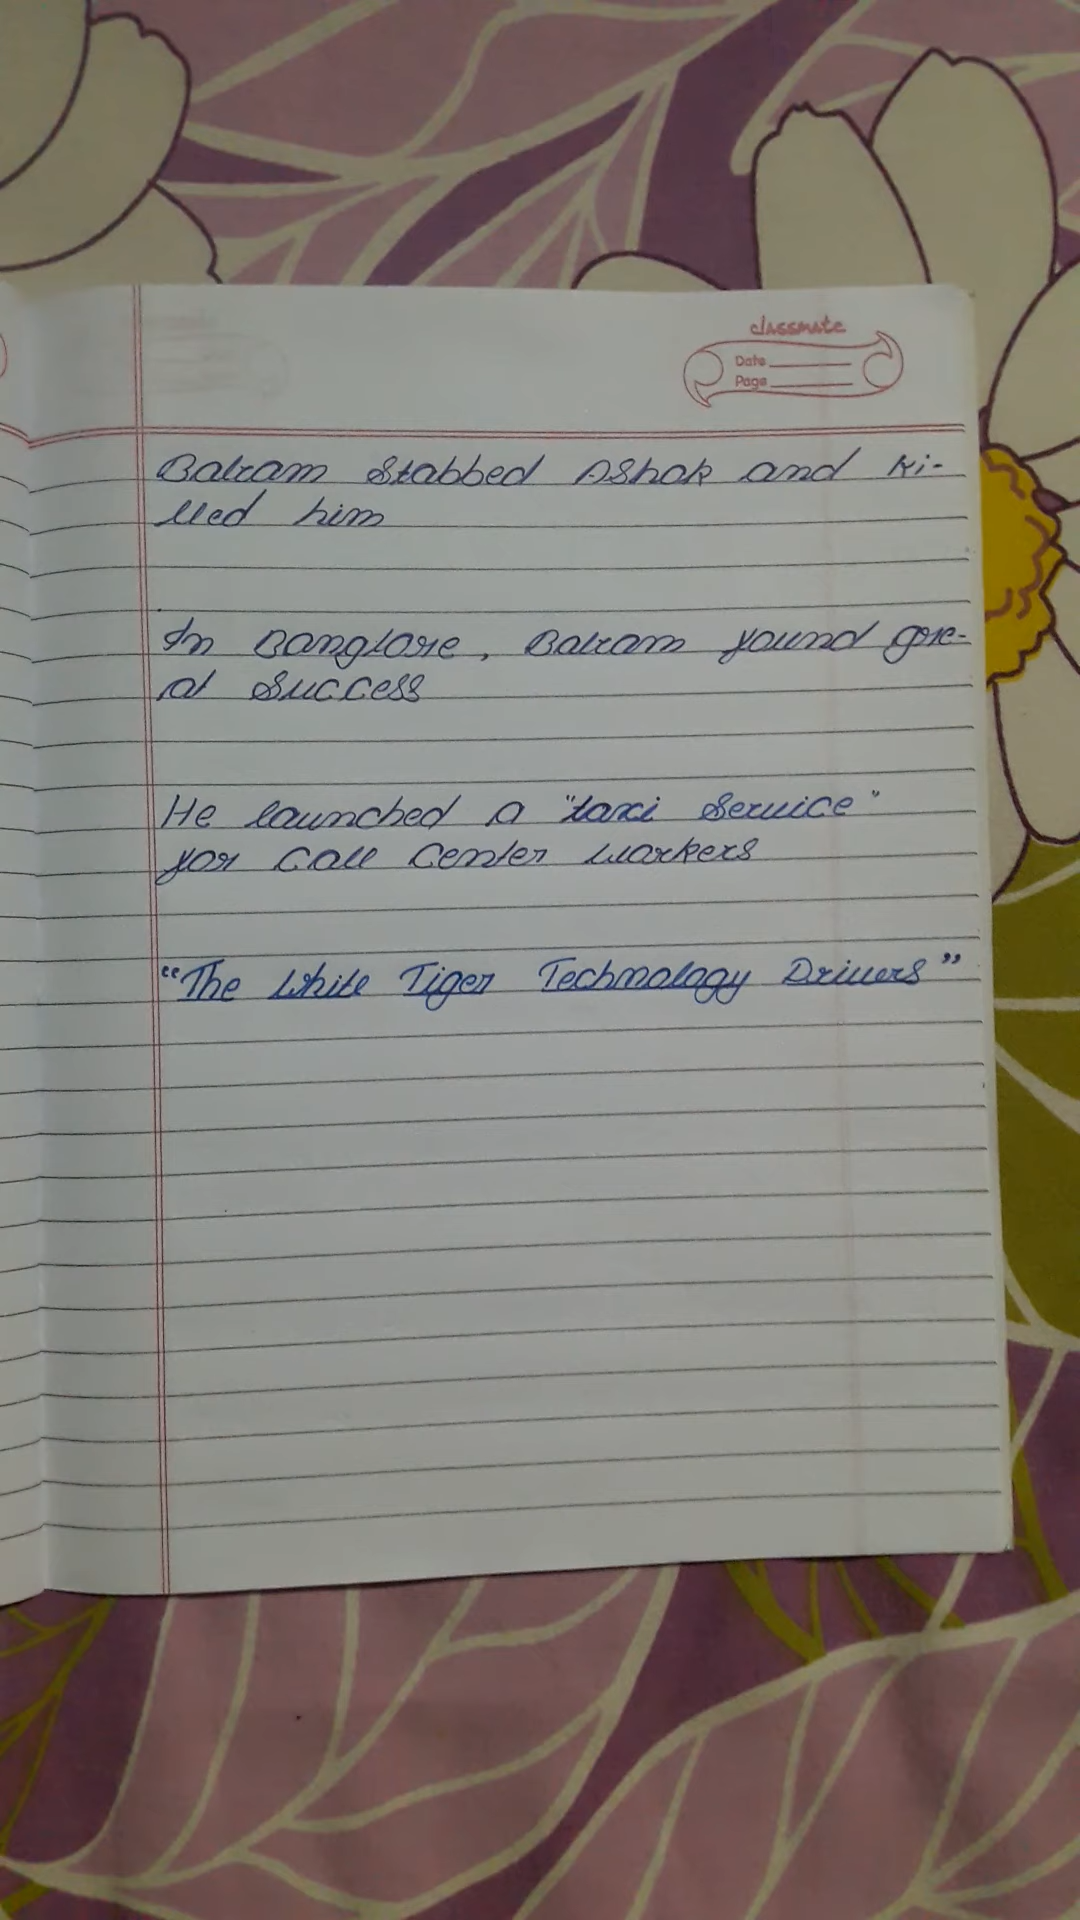 classmate
Date
Page
Balram stabbed Ashok and ki-
lled him
In Banglore, Balram found gre-
at success
He launched a "taxi service"
for call center workers
"The White Tiger Technology Drivers"